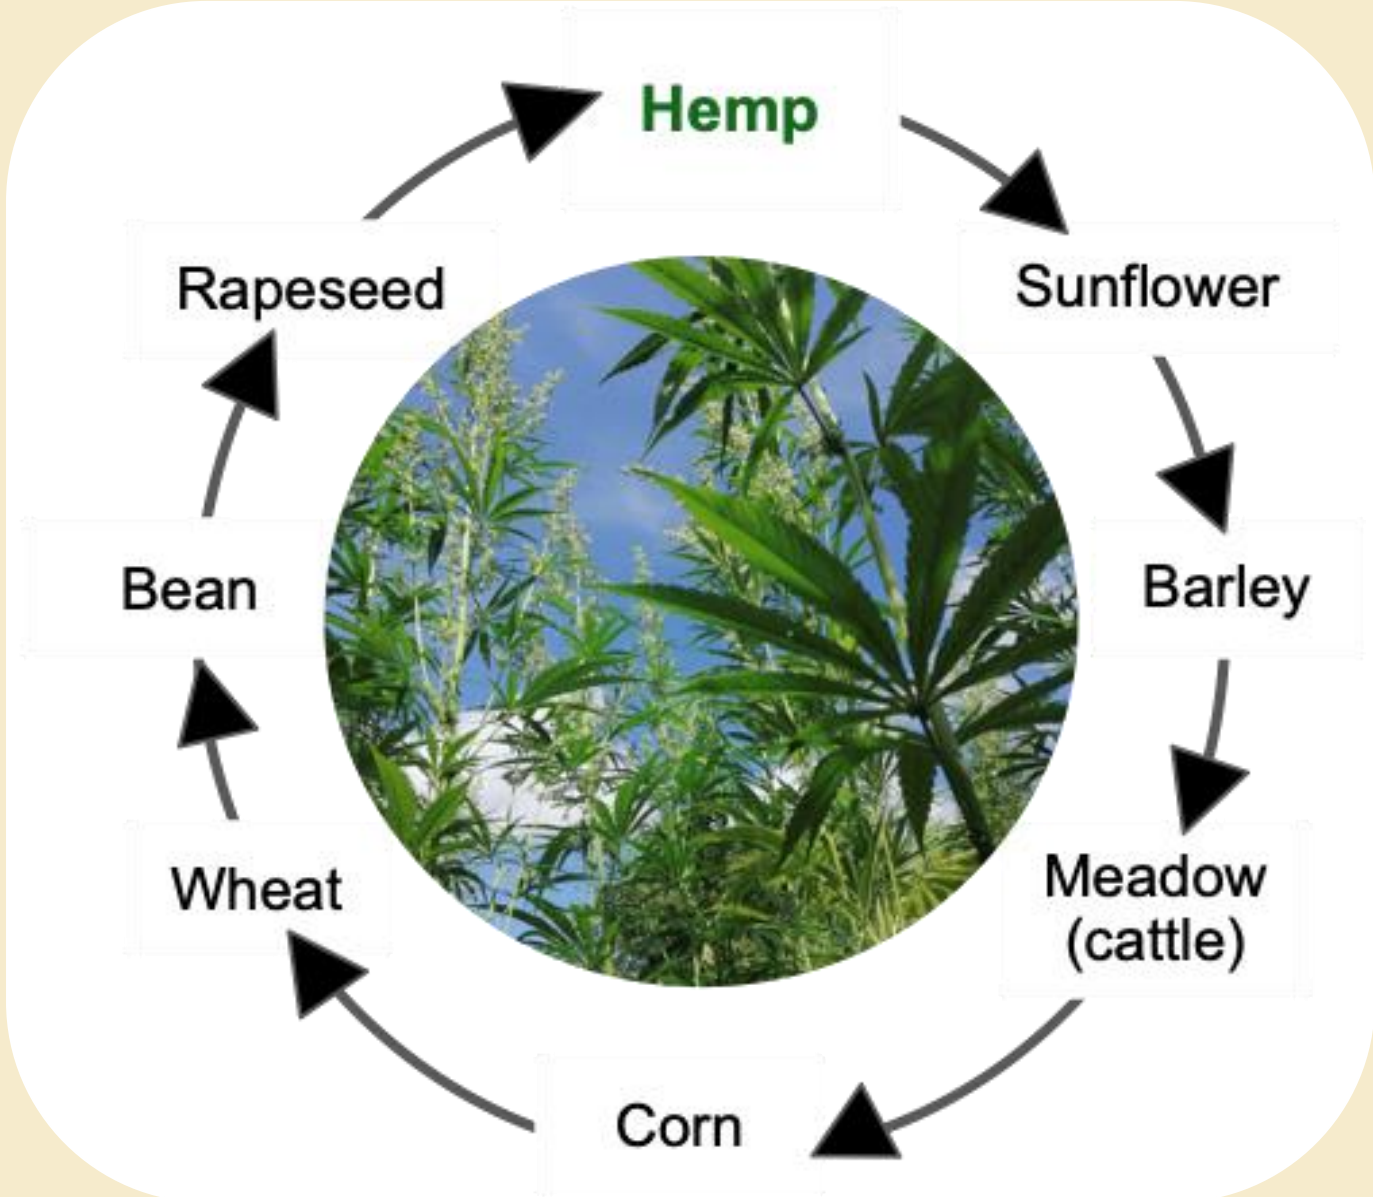 Hemp
Sunflower
Barley
Meadow
(cattle)
Corn
Wheat
Bean
Rapeseed